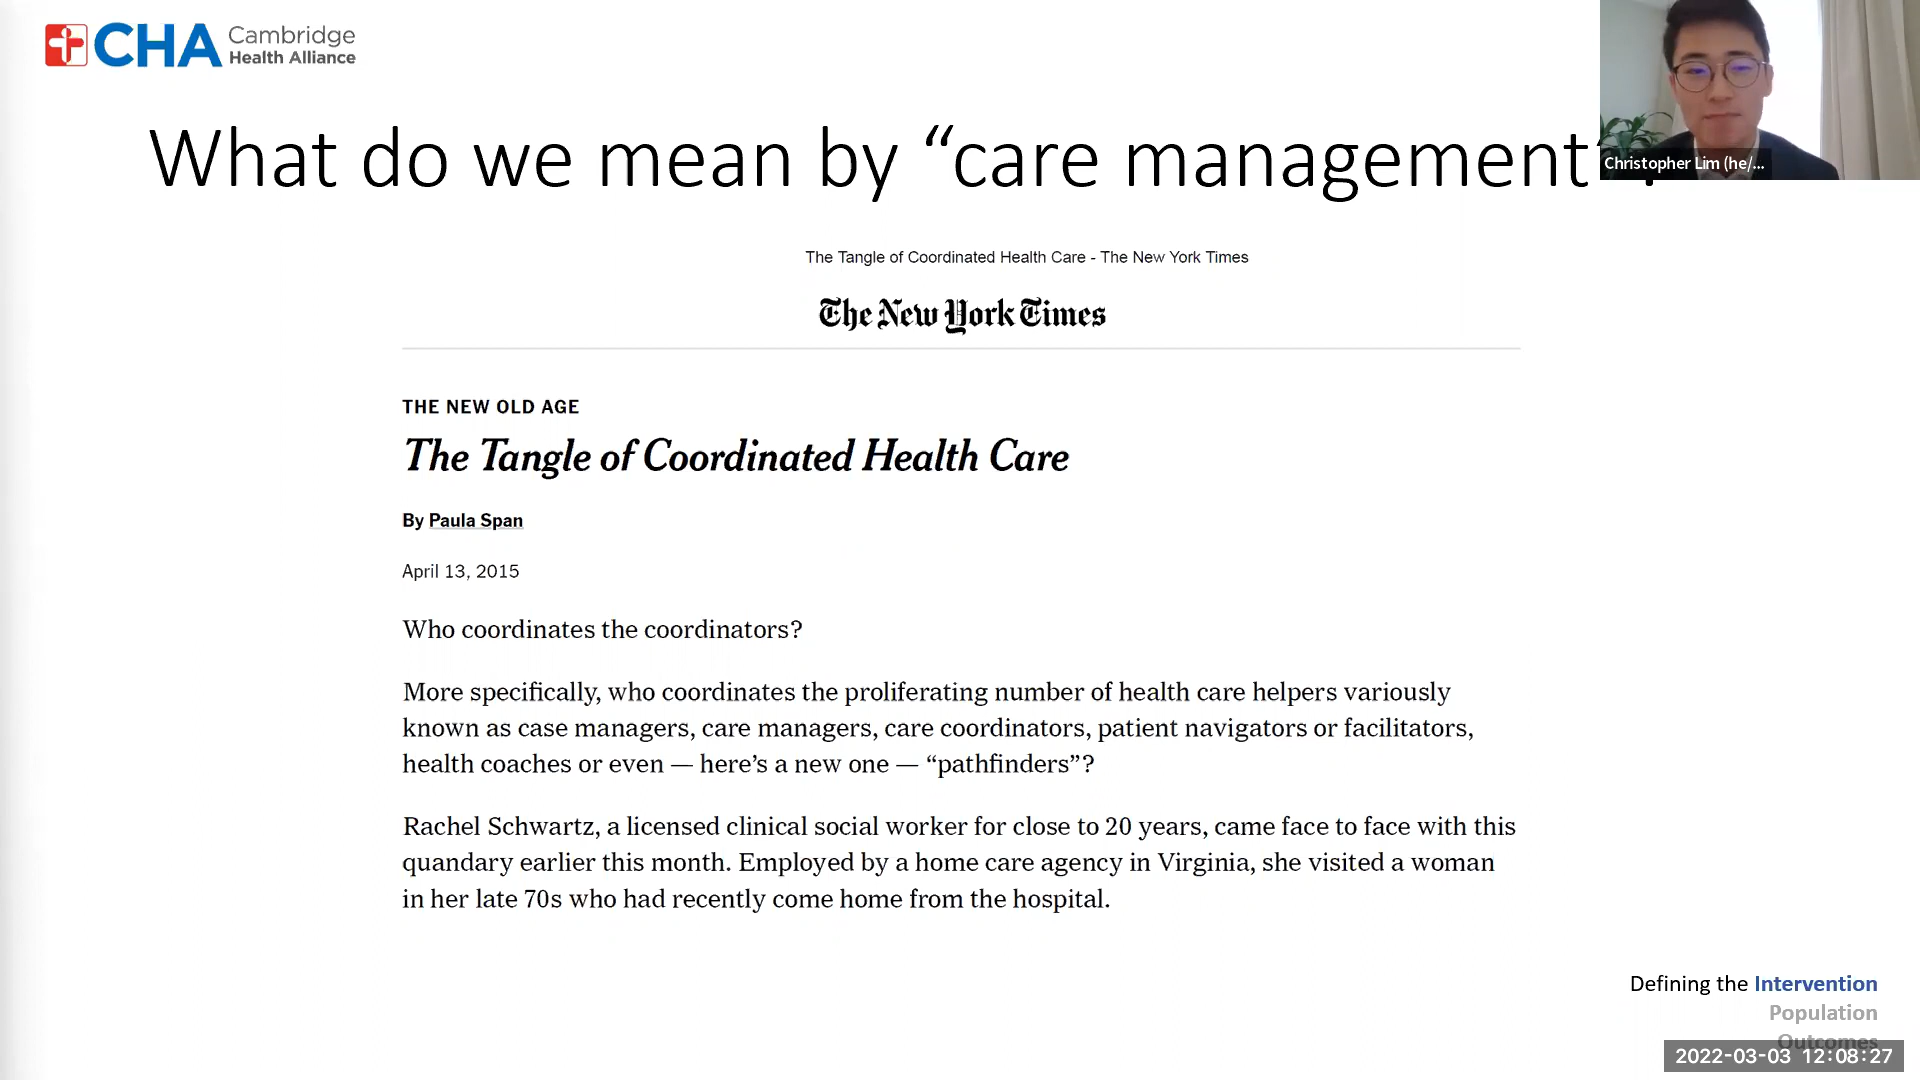 CHA Cambridge
Health Alliance
What do we mean by “care management”?
Christopher Lim (he/...
The Tangle of Coordinated Health Care - The New York Times
The New York Times
THE NEW OLD AGE
The Tangle of Coordinated Health Care
By Paula Span
April 13, 2015
Who coordinates the coordinators?
More specifically, who coordinates the proliferating number of health care helpers variously
known as case managers, care managers, care coordinators, patient navigators or facilitators,
health coaches or even — here’s a new one — “pathfinders”?
Rachel Schwartz, a licensed clinical social worker for close to 20 years, came face to face with this
quandary earlier this month. Employed by a home care agency in Virginia, she visited a woman
in her late 70s who had recently come home from the hospital.
Defining the Intervention
Population
Outcomes
2022-03-03 12:08:27